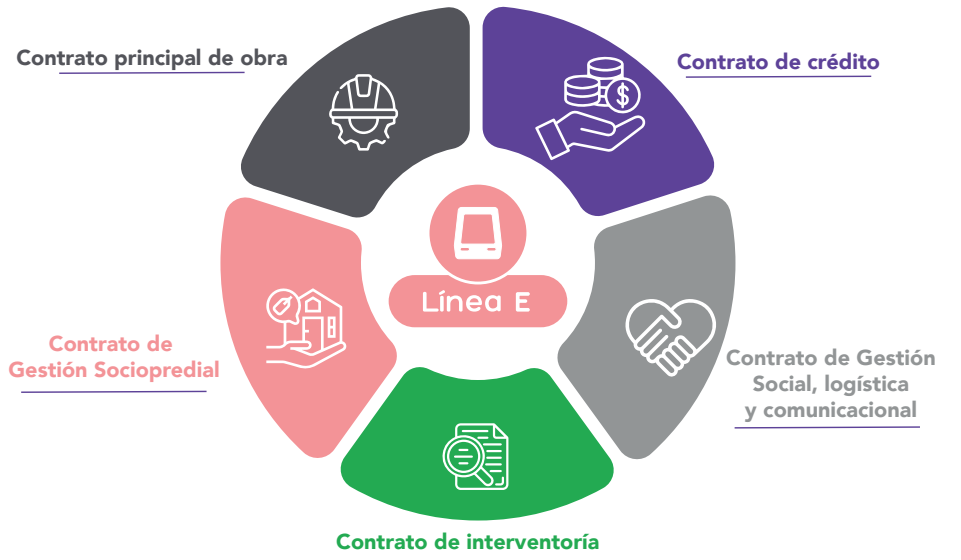 Contrato principal de obra
Contrato de crédito
$
Línea E
Contrato de
Gestión Sociopredial
Contrato de Gestión
Social, logística
y comunicacional
Contrato de interventoría